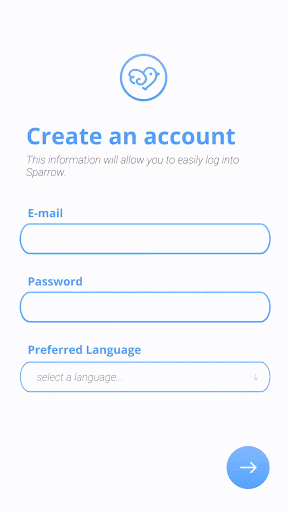 Create an account
This information will allow you to easily log into
Sparrow.
E-mail
Password
Preferred Language
select a language...